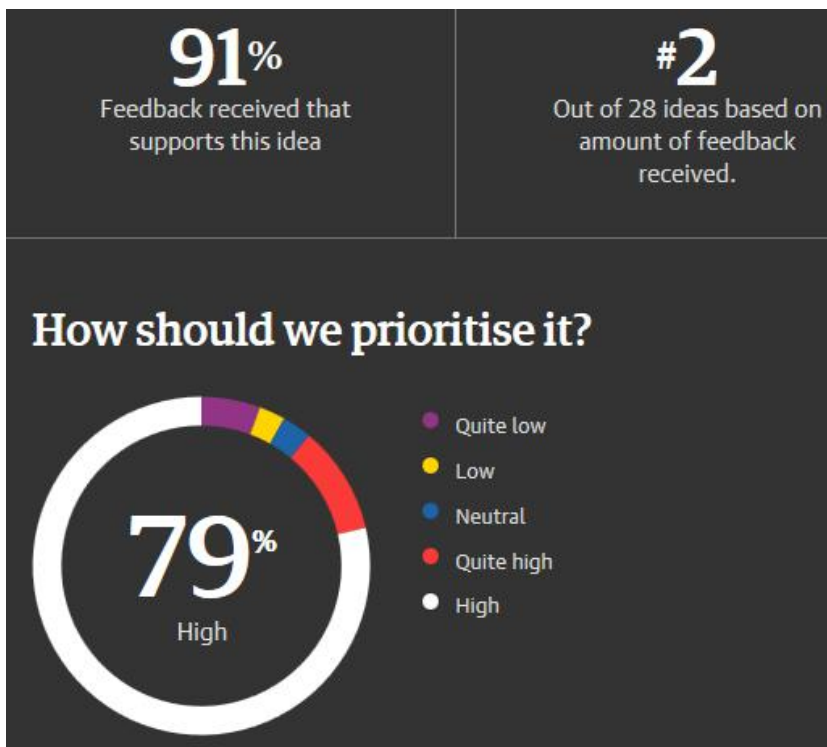 91%
Feedback received that
supports this idea
#2
Out of 28 ideas based on
amount of feedback
received.
How should we prioritise it?
79%
High
Quite low
Low
Neutral
Quite high
High